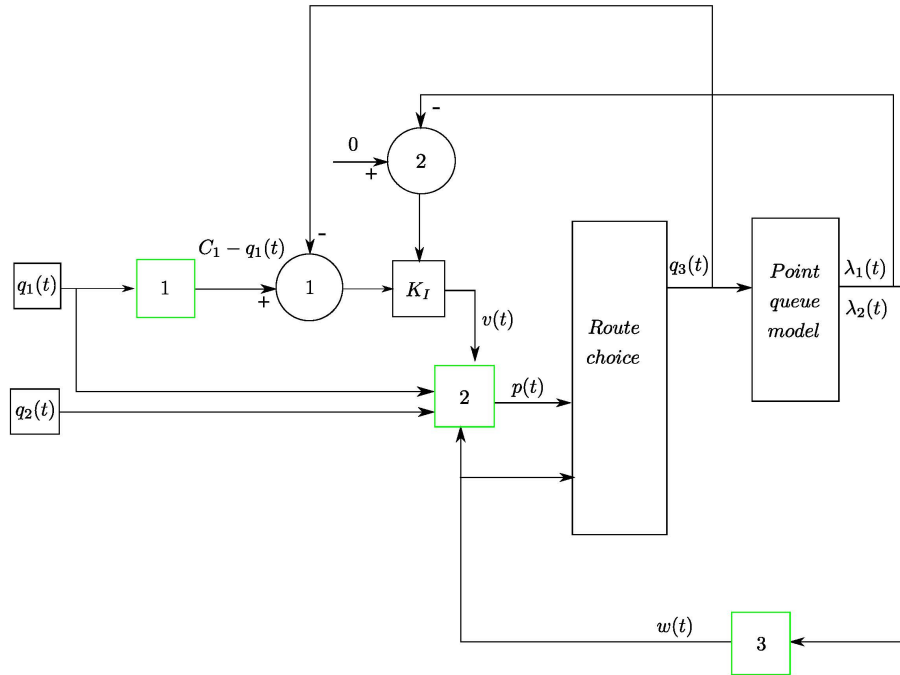 -
0
2
+
C₁ − q₁(t)
-
q₃(t)
Point
queue
model
λ₁(t)
λ₂(t)
q₁(t)
1
+
1
K_I
v(t)
Route
choice
q₂(t)
2
p(t)
w(t)
3